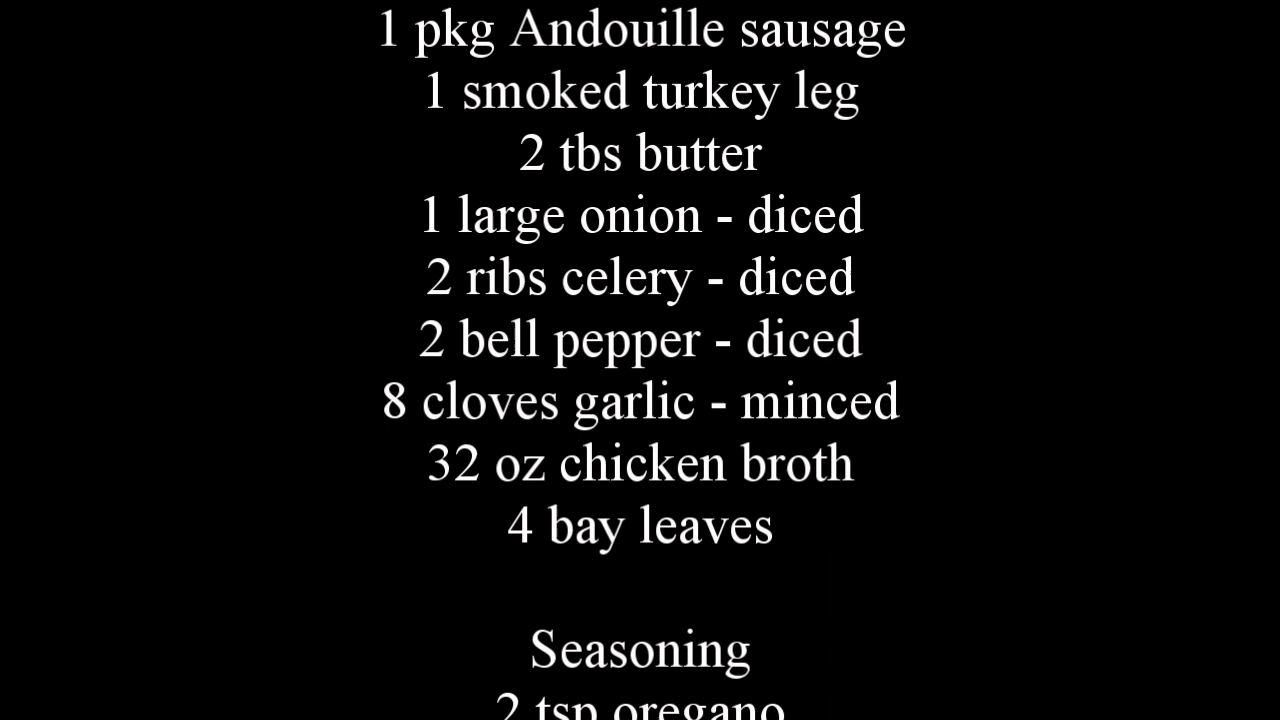 1 pkg Andouille sausage
1 smoked turkey leg
2 tbs butter
1 large onion - diced
2 ribs celery - diced
2 bell pepper - diced
8 cloves garlic - minced
32 oz chicken broth
4 bay leaves
Seasoning
2 tsp oregano